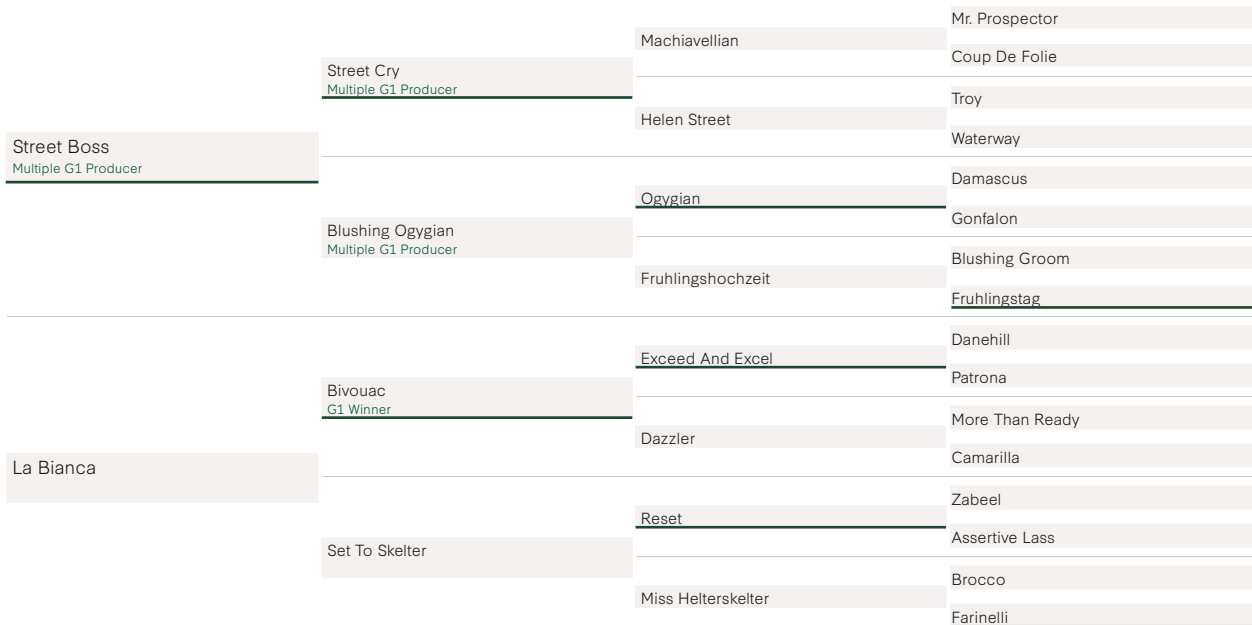 Street Boss
Multiple G1 Producer
La Bianca
Street Cry
Multiple G1 Producer
Blushing Ogygian
Multiple G1 Producer
Bivouac
G1 Winner
Set To Skelter
Machiavellian
Helen Street
Ogygian
Fruhlingshochzeit
Exceed And Excel
Dazzler
Reset
Miss Helterskelter
Mr. Prospector
Coup De Folie
Troy
Waterway
Damascus
Gonfalon
Blushing Groom
Fruhlingstag
Danehill
Patrona
More Than Ready
Camarilla
Zabeel
Assertive Lass
Brocco
Farinelli